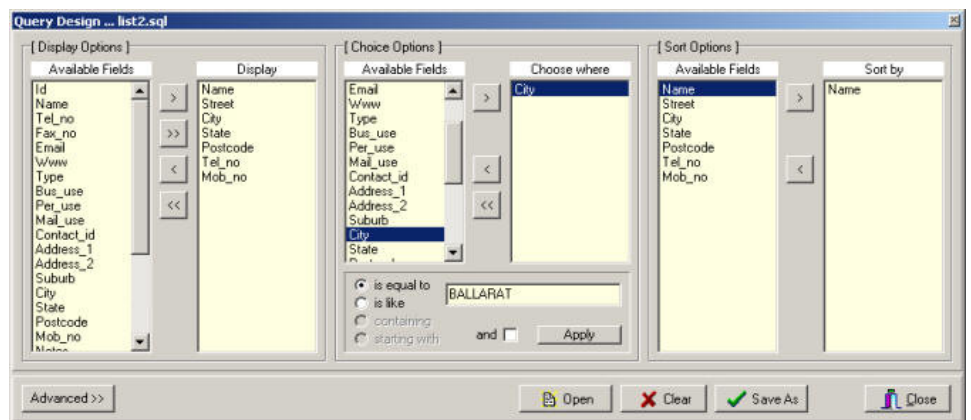 Query Design ... list2.sql
[ Display Options ]
Available Fields
Id
Name
Tel_no
Fax_no
Email
Www
Type
Bus_use
Per_use
Mail_use
Contact_id
Address_1
Address_2
Suburb
City
State
Postcode
Mob_no
Notes
>
>>
<
<<
Display
Name
Street
City
State
Postcode
Tel_no
Mob_no
[ Choice Options ]
Available Fields
Email
Www
Type
Bus_use
Per_use
Mail_use
Contact_id
Address_1
Address_2
Suburb
City
State
>
<
<<
Choose where
City
is equal to
is like
containing
starting with
BALLARAT
and
Apply
[ Sort Options ]
Available Fields
Name
Street
City
State
Postcode
Tel_no
Mob_no
>
<
Sort by
Name
Advanced >>
Open
Clear
Save As
Close